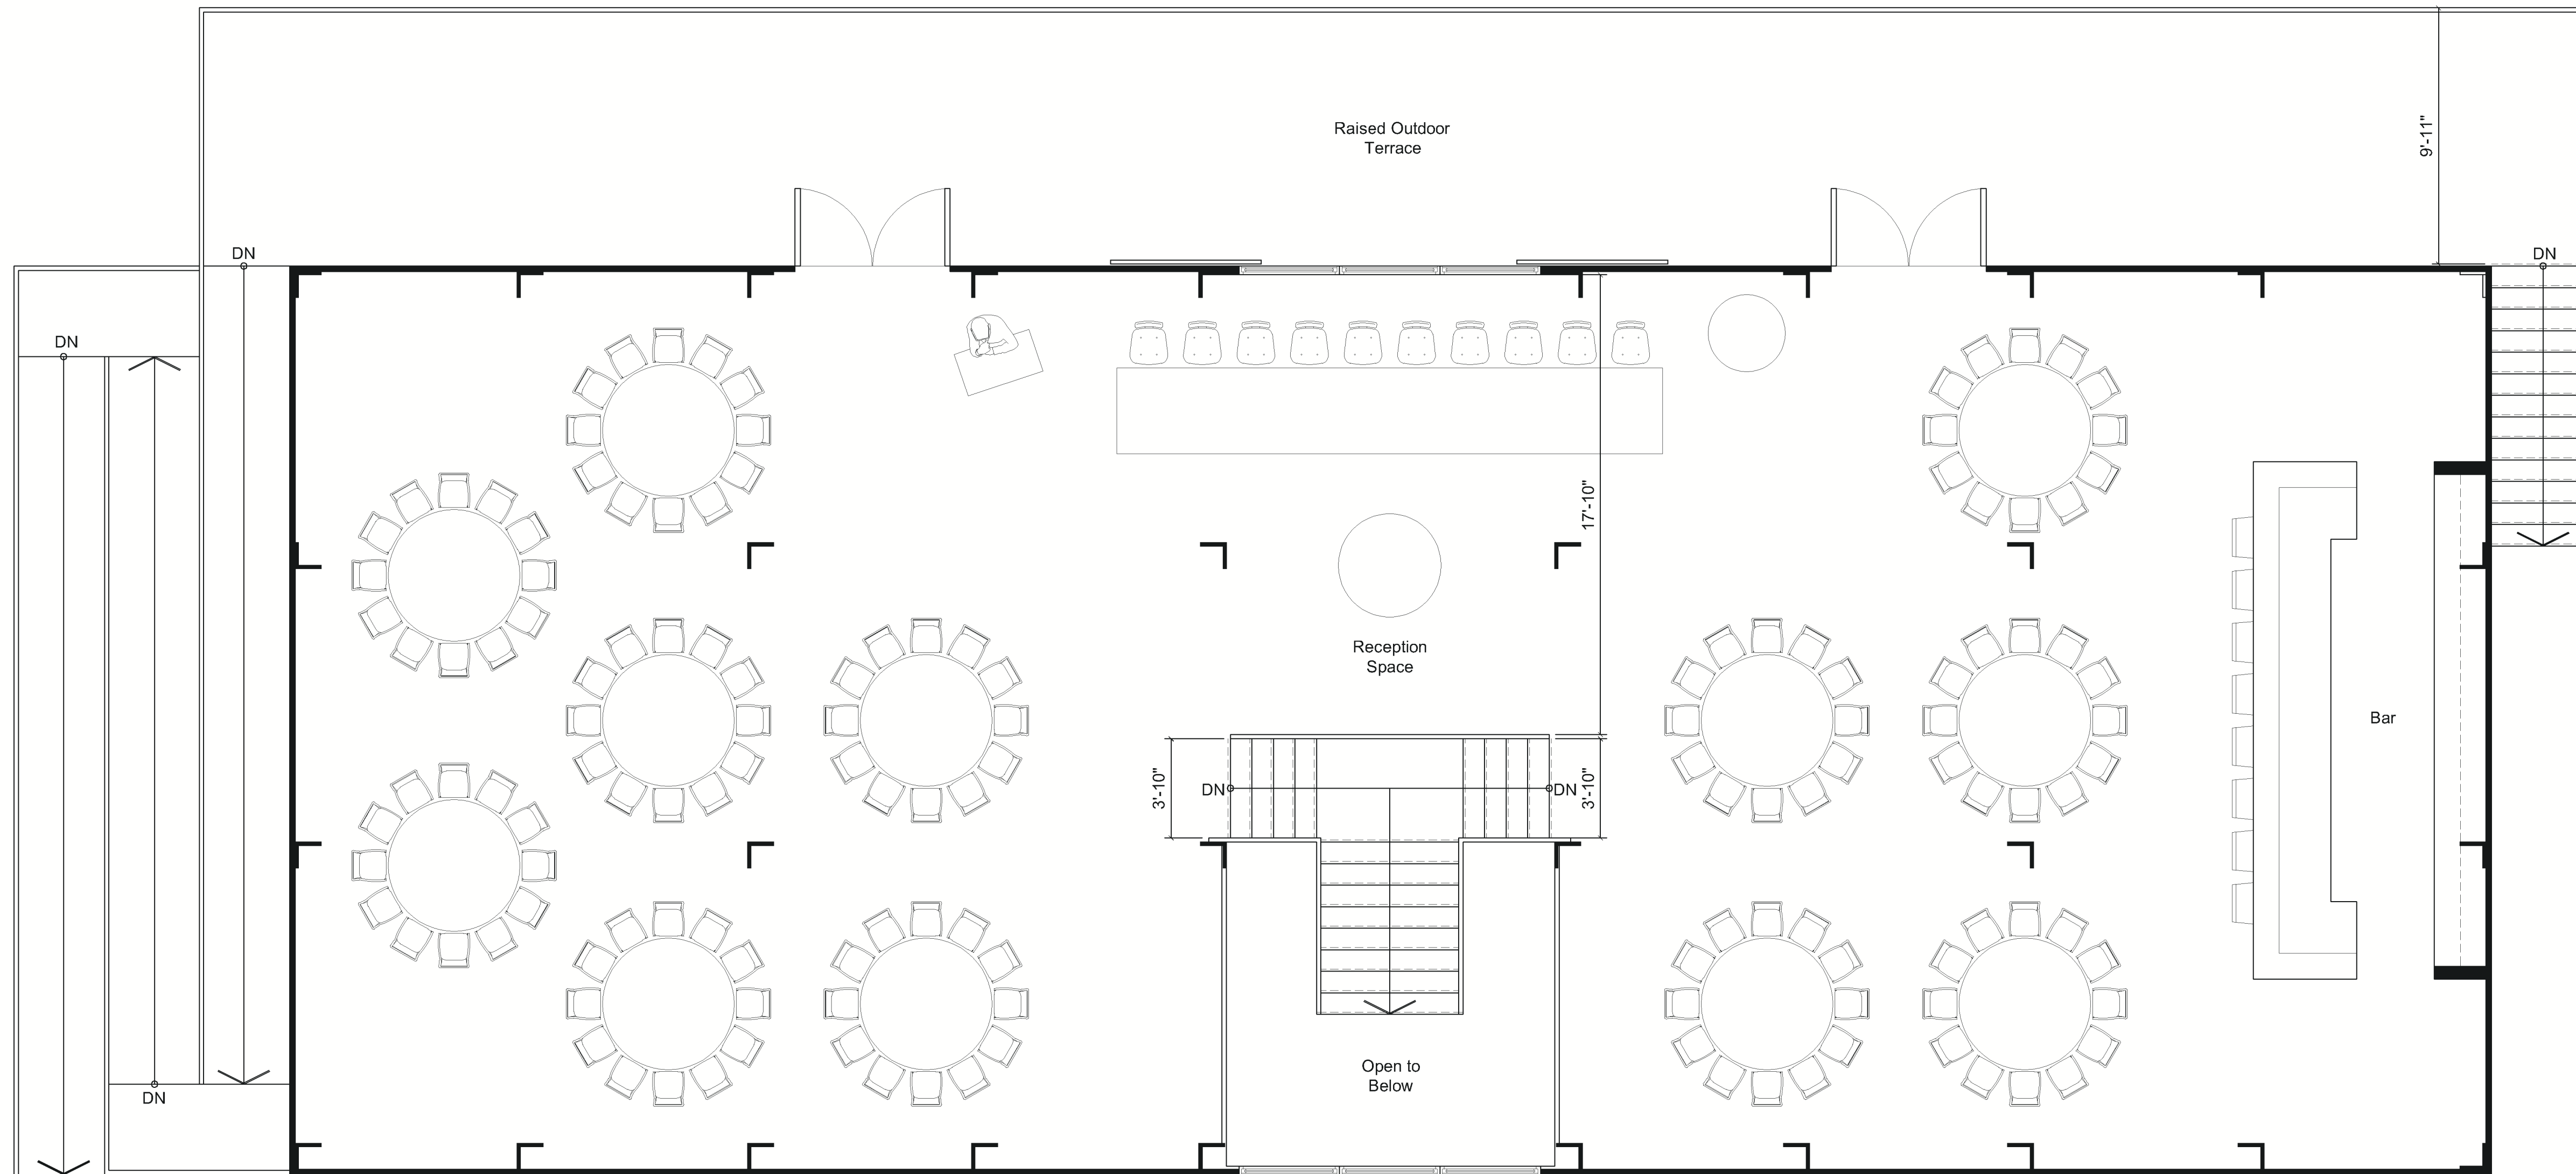 Raised Outdoor
Terrace
9'-11"
DN
DN
DN
17'-10"
Reception
Space
Bar
3'-10"
DN
DN
3'-10"
Open to
Below
DN